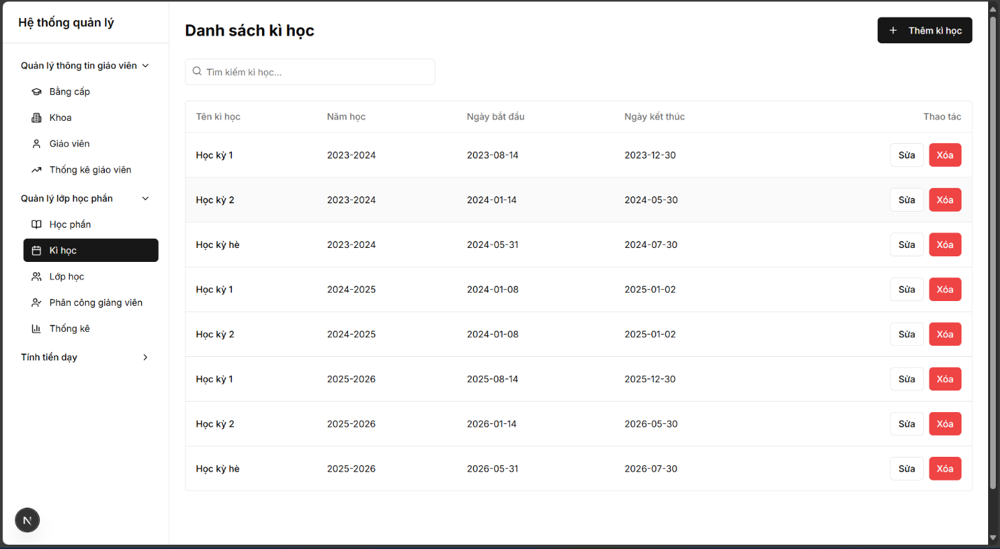 Hệ thống quản lý
Quản lý thông tin giáo viên
Bằng cấp
Khoa
Giáo viên
Thống kê giáo viên
Quản lý lớp học phần
Học phần
Kì học
Lớp học
Phân công giảng viên
Thống kê
Tính tiền dạy
N
Danh sách kì học
+ Thêm kì học
Tìm kiếm kì học...
Tên kì học Năm học Ngày bắt đầu Ngày kết thúc Thao tác
Học kỳ 1 2023-2024 2023-08-14 2023-12-30 Sửa Xóa
Học kỳ 2 2023-2024 2024-01-14 2024-05-30 Sửa Xóa
Học kỳ hè 2023-2024 2024-05-31 2024-07-30 Sửa Xóa
Học kỳ 1 2024-2025 2024-01-08 2025-01-02 Sửa Xóa
Học kỳ 2 2024-2025 2024-01-08 2025-01-02 Sửa Xóa
Học kỳ 1 2025-2026 2025-08-14 2025-12-30 Sửa Xóa
Học kỳ 2 2025-2026 2026-01-14 2026-05-30 Sửa Xóa
Học kỳ hè 2025-2026 2026-05-31 2026-07-30 Sửa Xóa